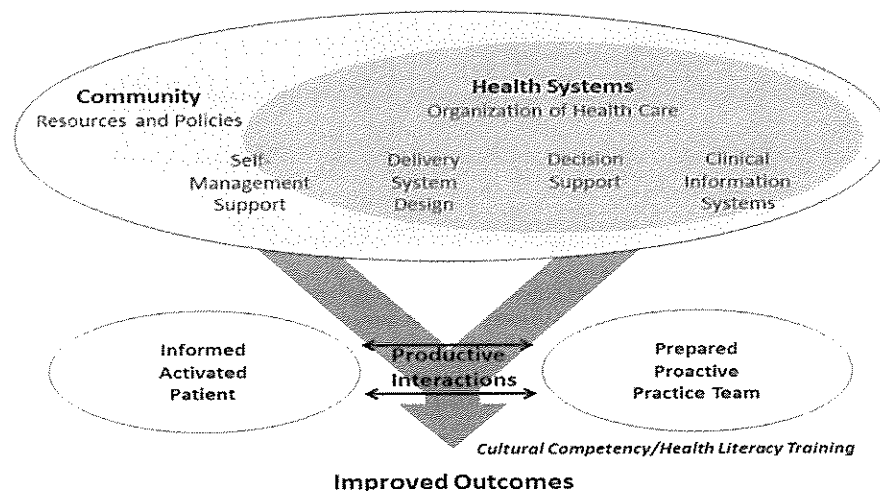 Community
Resources and Policies
Health Systems
Organization of Health Care
Self-
Management
Support
Delivery
System
Design
Decision
Support
Clinical
Information
Systems
Informed
Activated
Patient
Productive
Interactions
Prepared
Proactive
Practice Team
Cultural Competency/Health Literacy Training
Improved Outcomes